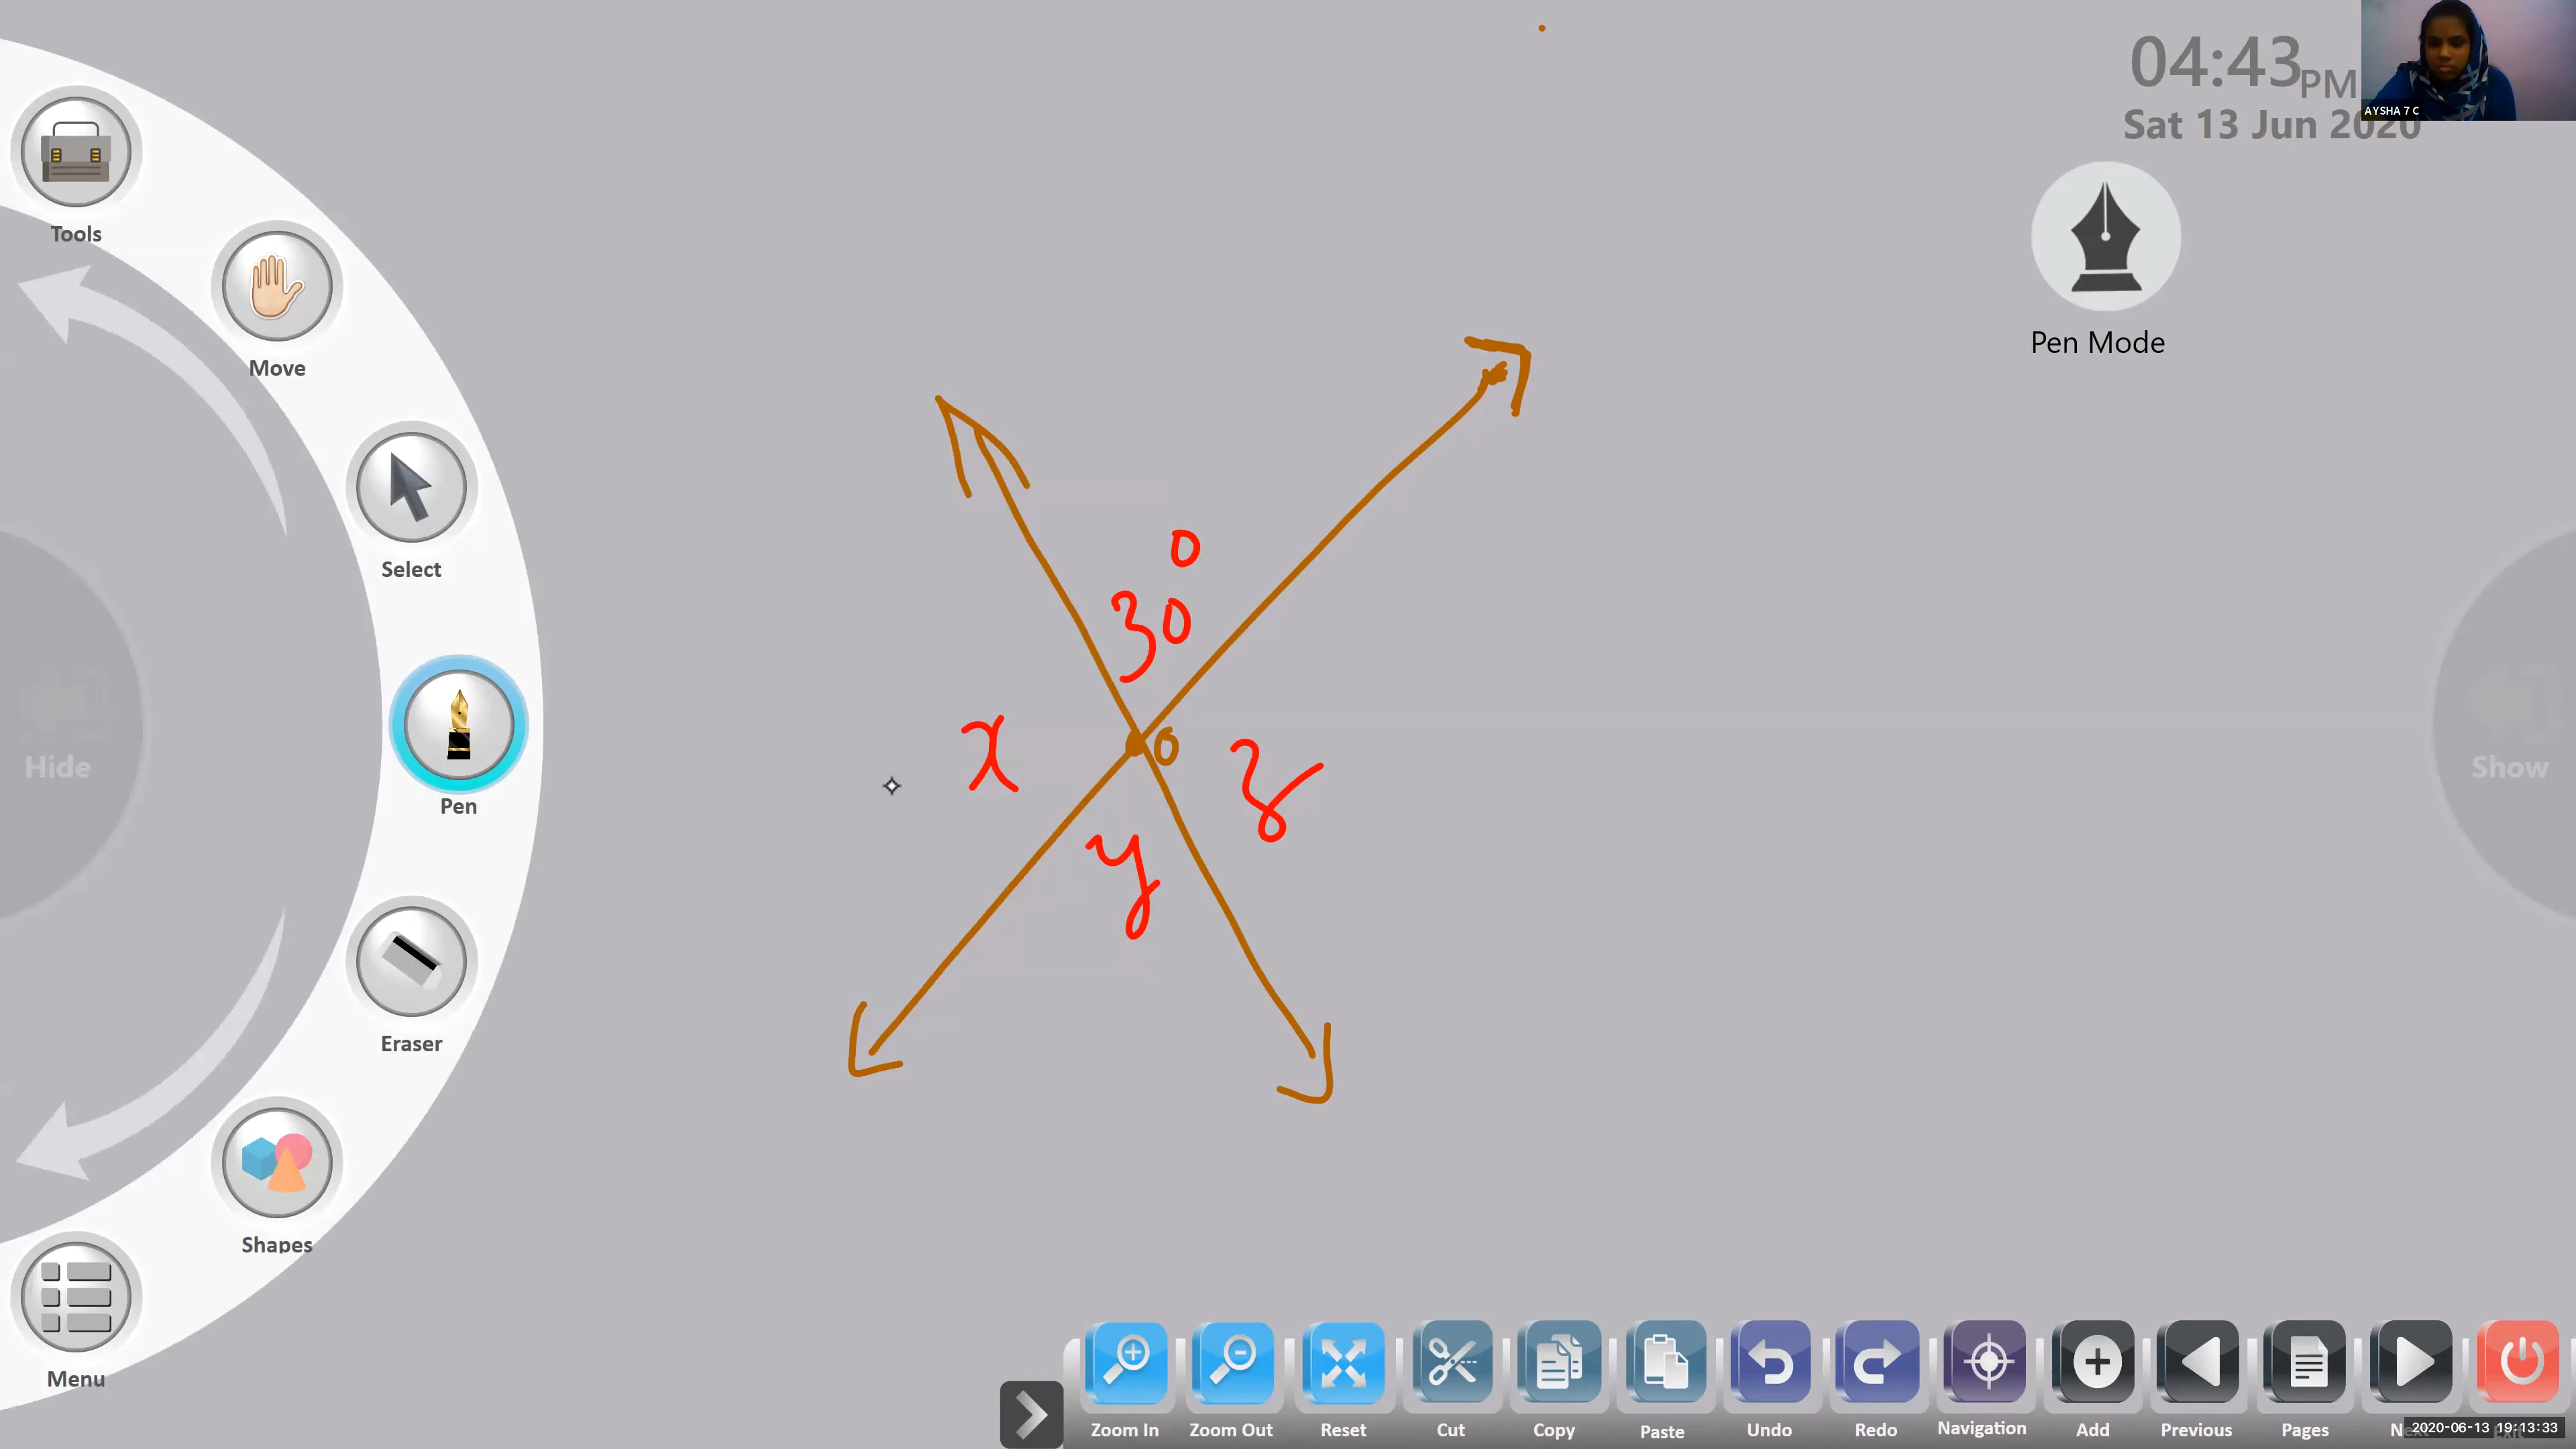 04:43PM
Sat 13 Jun 2020
AYSHA 7 C
Pen Mode
Tools
Move
Select
Pen
Eraser
Shapes
Menu
Hide
Show
30°
x
O
z
y
Zoom In
Zoom Out
Reset
Cut
Copy
Paste
Undo
Redo
Navigation
Add
Previous
Pages
2020-06-13 19:13:33